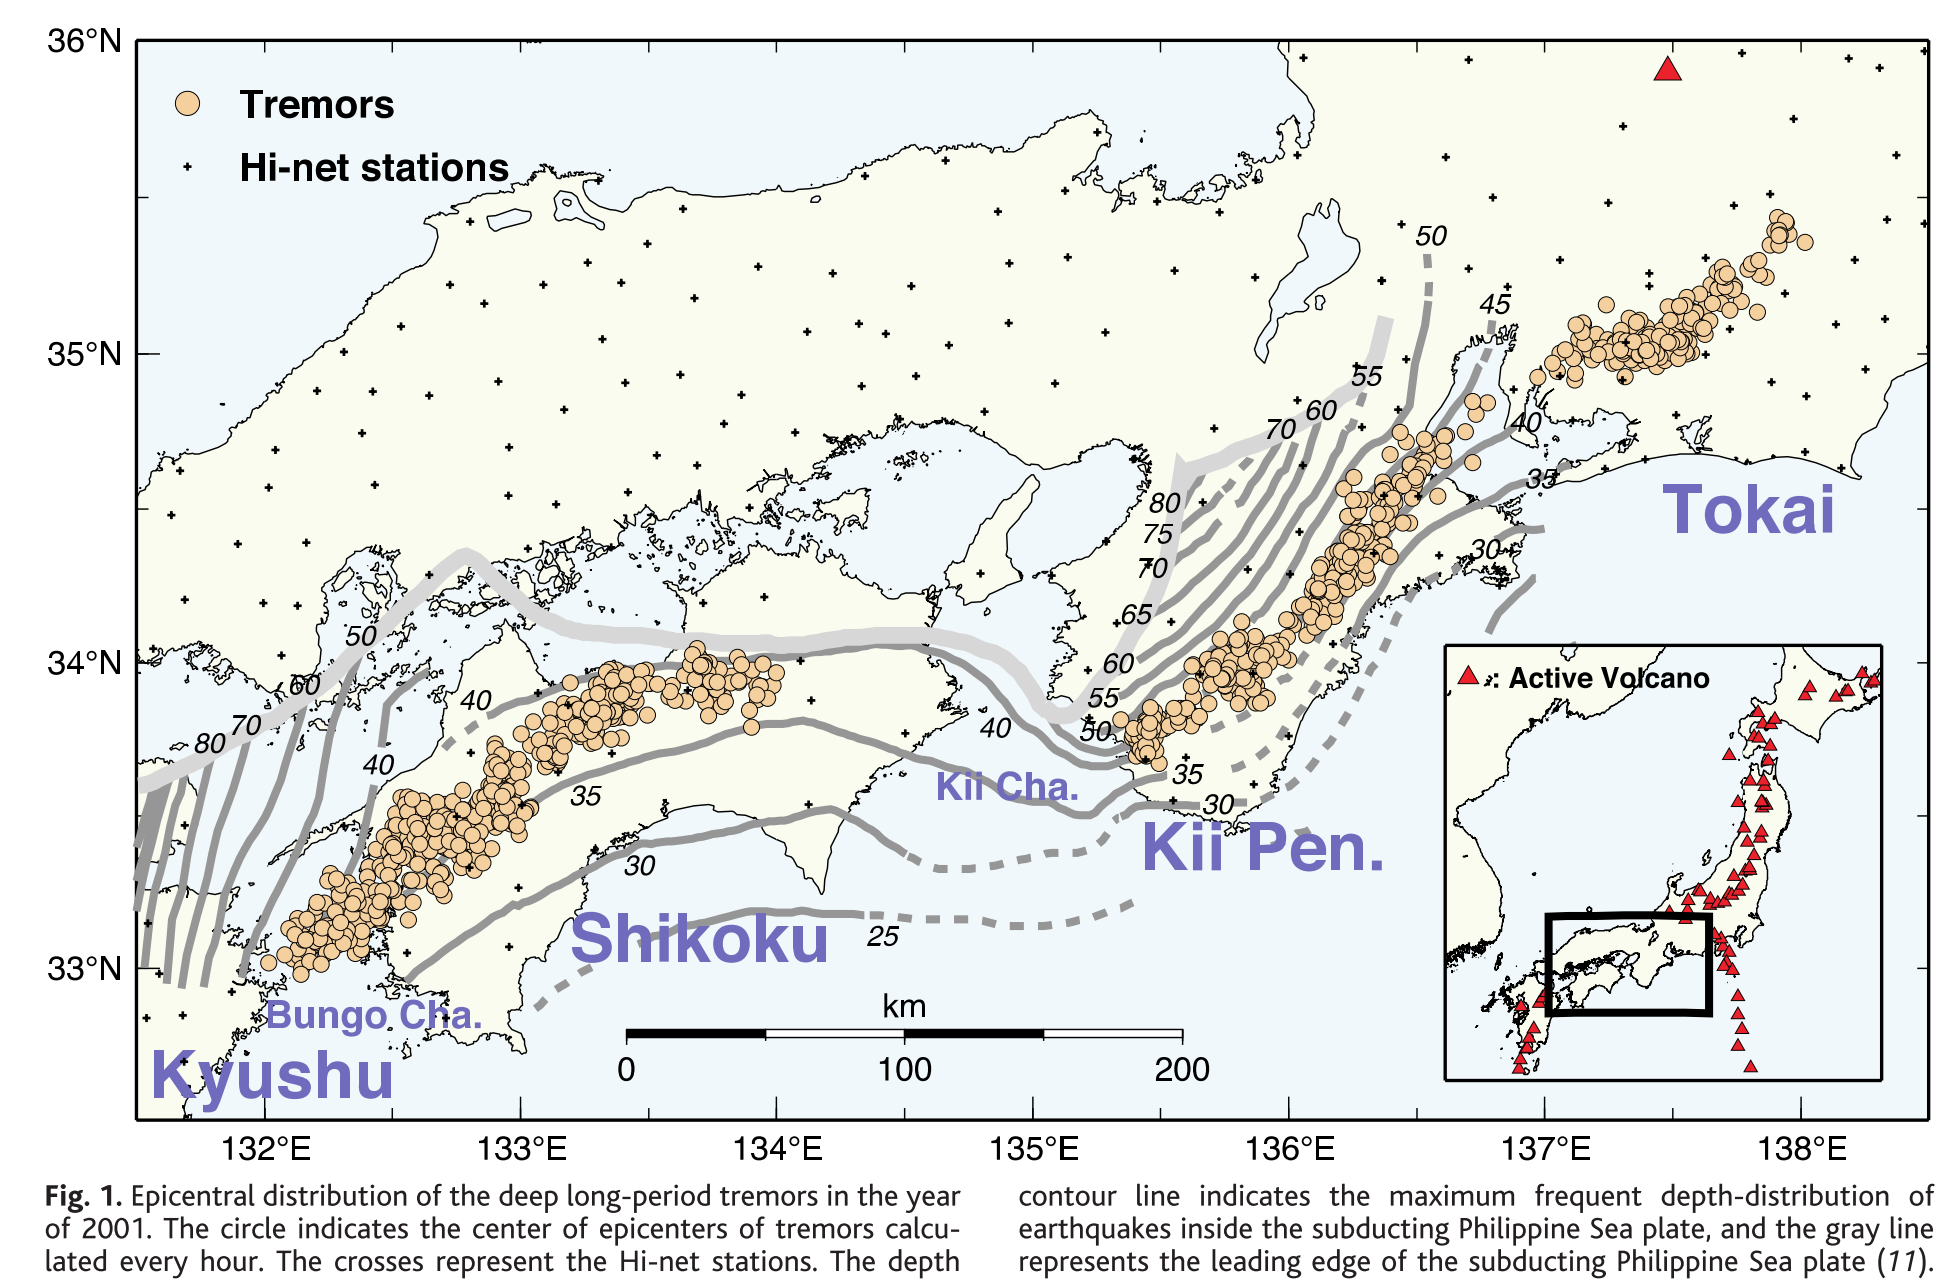 36°N
Tremors
Hi-net stations
50
45
35°N
55
60
70
40
80
35
Tokai
75
30
70
65
50
34°N
60
60
55
40
70
40
50
80
40
35
35
Kii Cha.
30
Kii Pen.
30
25
Shikoku
33°N
Bungo Cha.
Kyushu
km
0 100 200
: Active Volcano
132°E 133°E 134°E 135°E 136°E 137°E 138°E
Fig. 1. Epicentral distribution of the deep long-period tremors in the year
of 2001. The circle indicates the center of epicenters of tremors calcu-
lated every hour. The crosses represent the Hi-net stations. The depth
contour line indicates the maximum frequent depth-distribution of
earthquakes inside the subducting Philippine Sea plate, and the gray line
represents the leading edge of the subducting Philippine Sea plate (11).